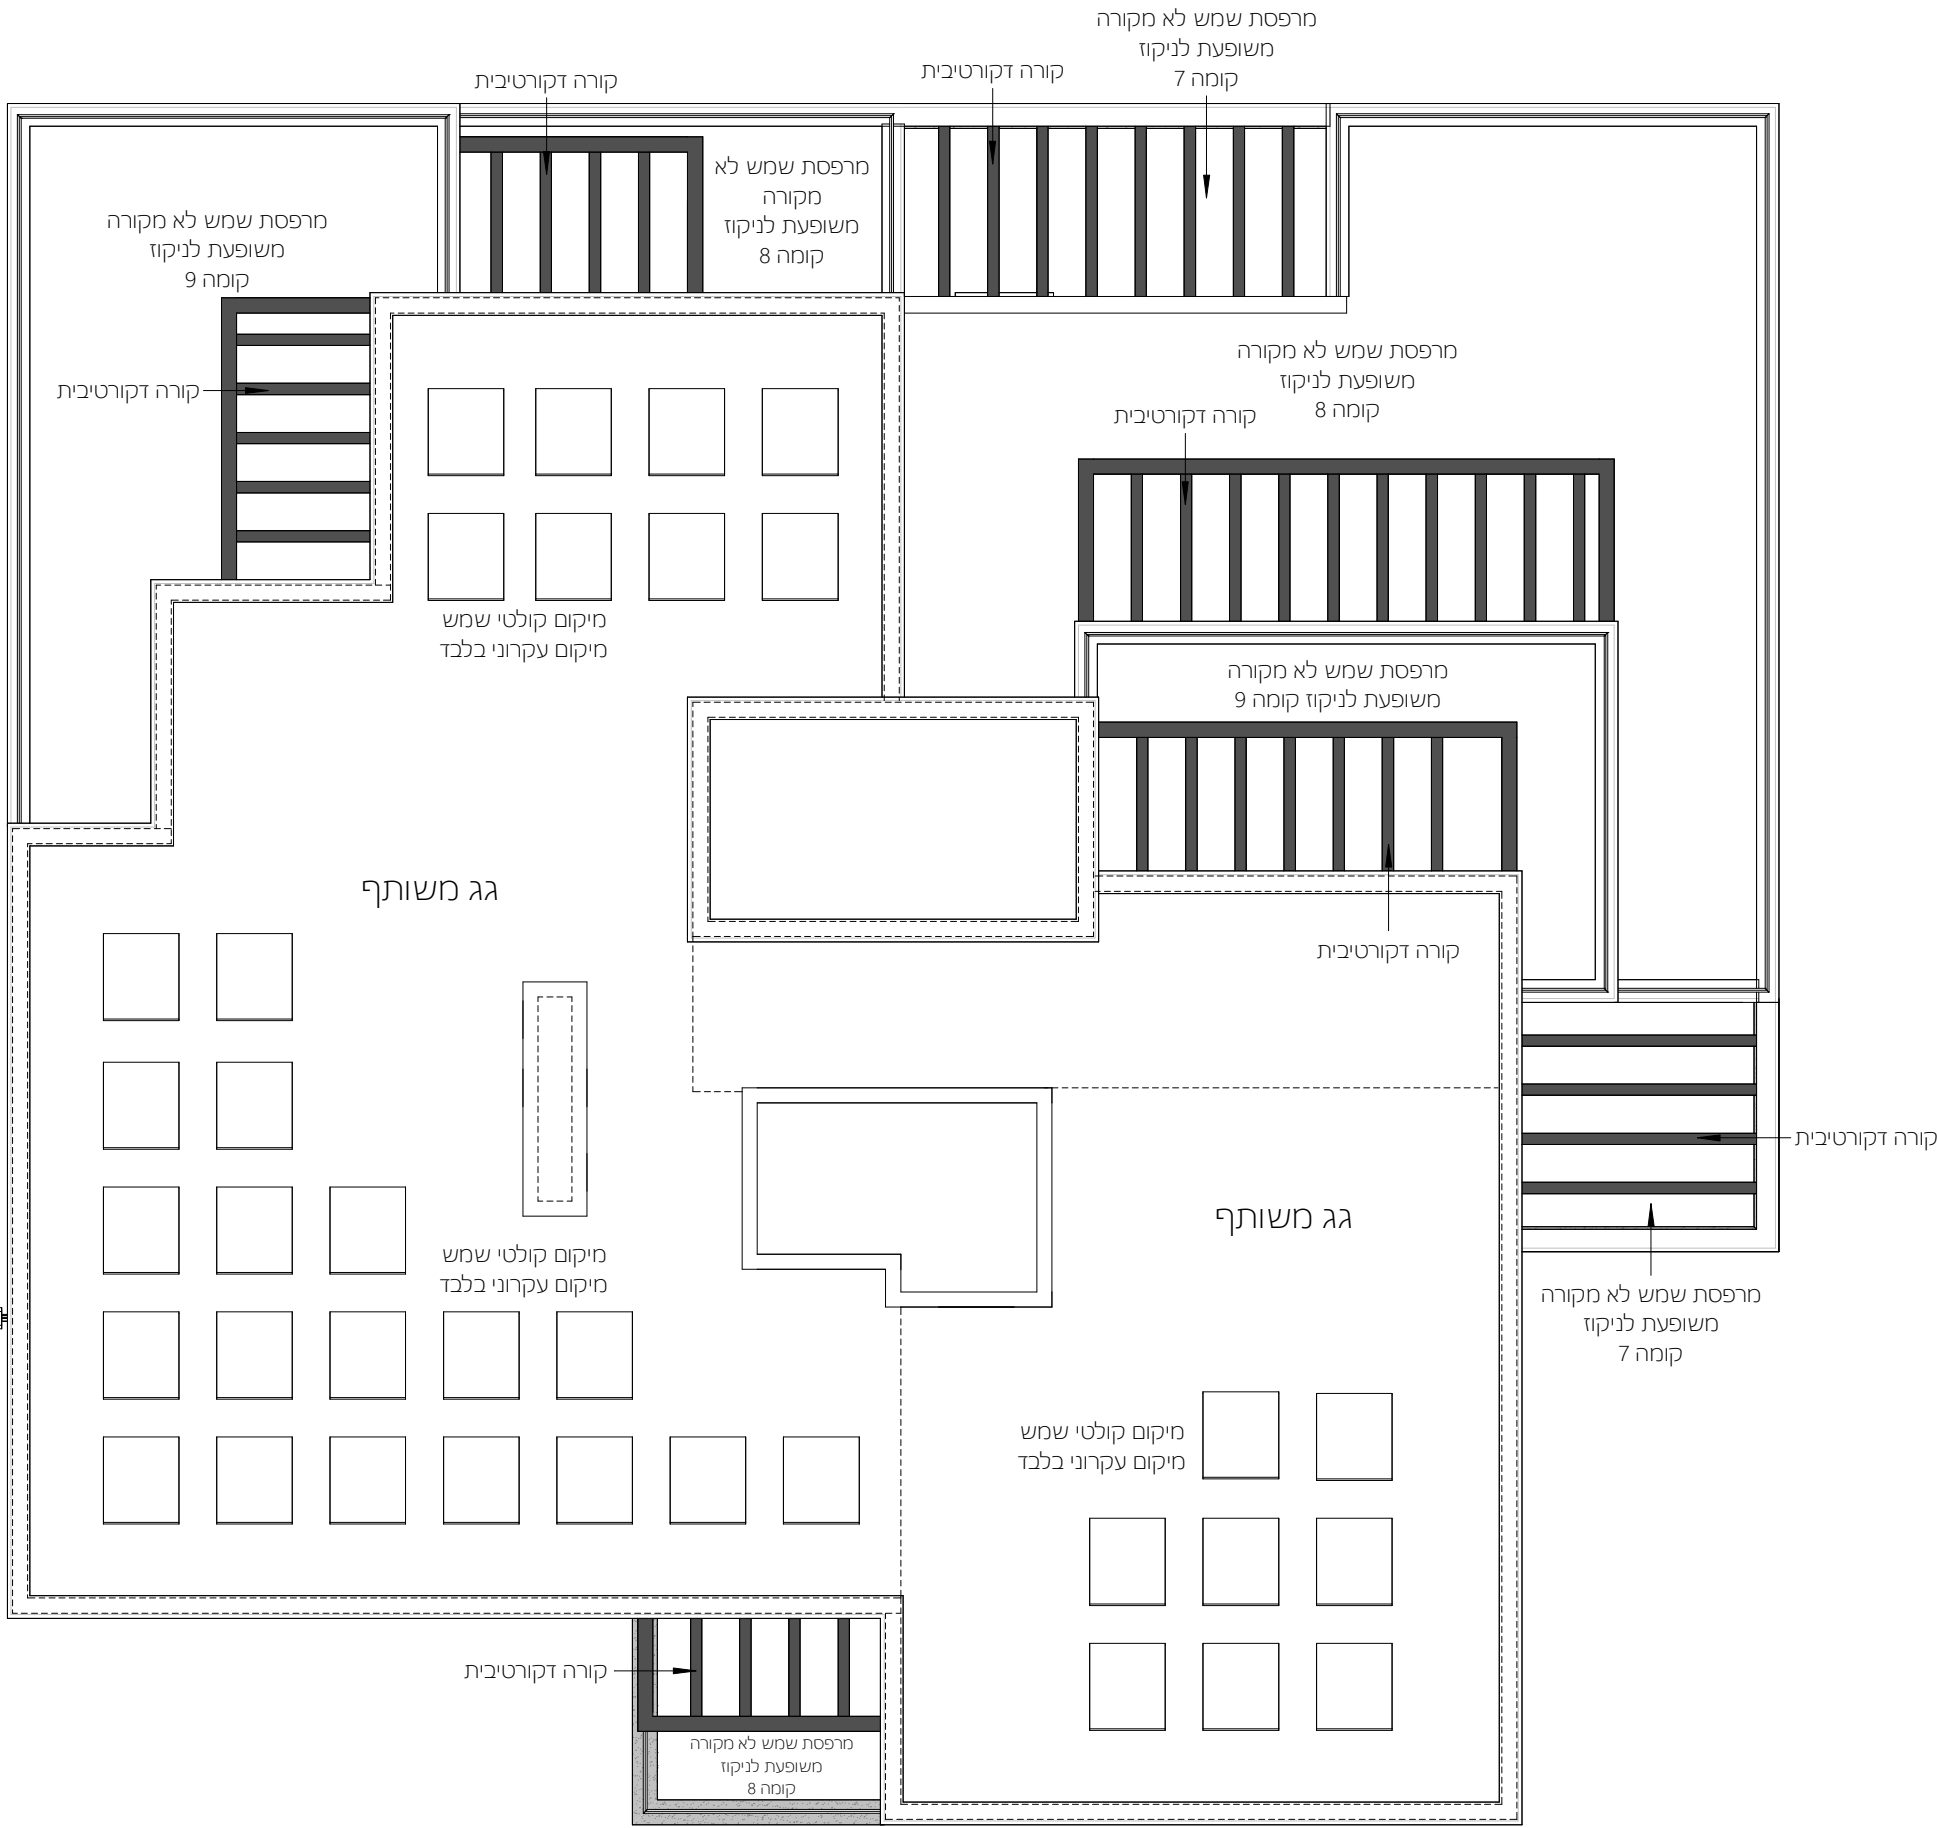 מרפסת שמש לא מקורה
משופעת לניקוז
קומה 7
קורה דקורטיבית
קורה דקורטיבית
מרפסת שמש לא
מקורה
משופעת לניקוז
קומה 8
מרפסת שמש לא מקורה
משופעת לניקוז
קומה 9
קורה דקורטיבית
מרפסת שמש לא מקורה
משופעת לניקוז
קומה 8
קורה דקורטיבית
מיקום קולטי שמש
מיקום עקרוני בלבד
מרפסת שמש לא מקורה
משופעת לניקוז קומה 9
גג משותף
קורה דקורטיבית
קורה דקורטיבית
גג משותף
מיקום קולטי שמש
מיקום עקרוני בלבד
מרפסת שמש לא מקורה
משופעת לניקוז
קומה 7
מיקום קולטי שמש
מיקום עקרוני בלבד
קורה דקורטיבית
מרפסת שמש לא מקורה
משופעת לניקוז
קומה 8